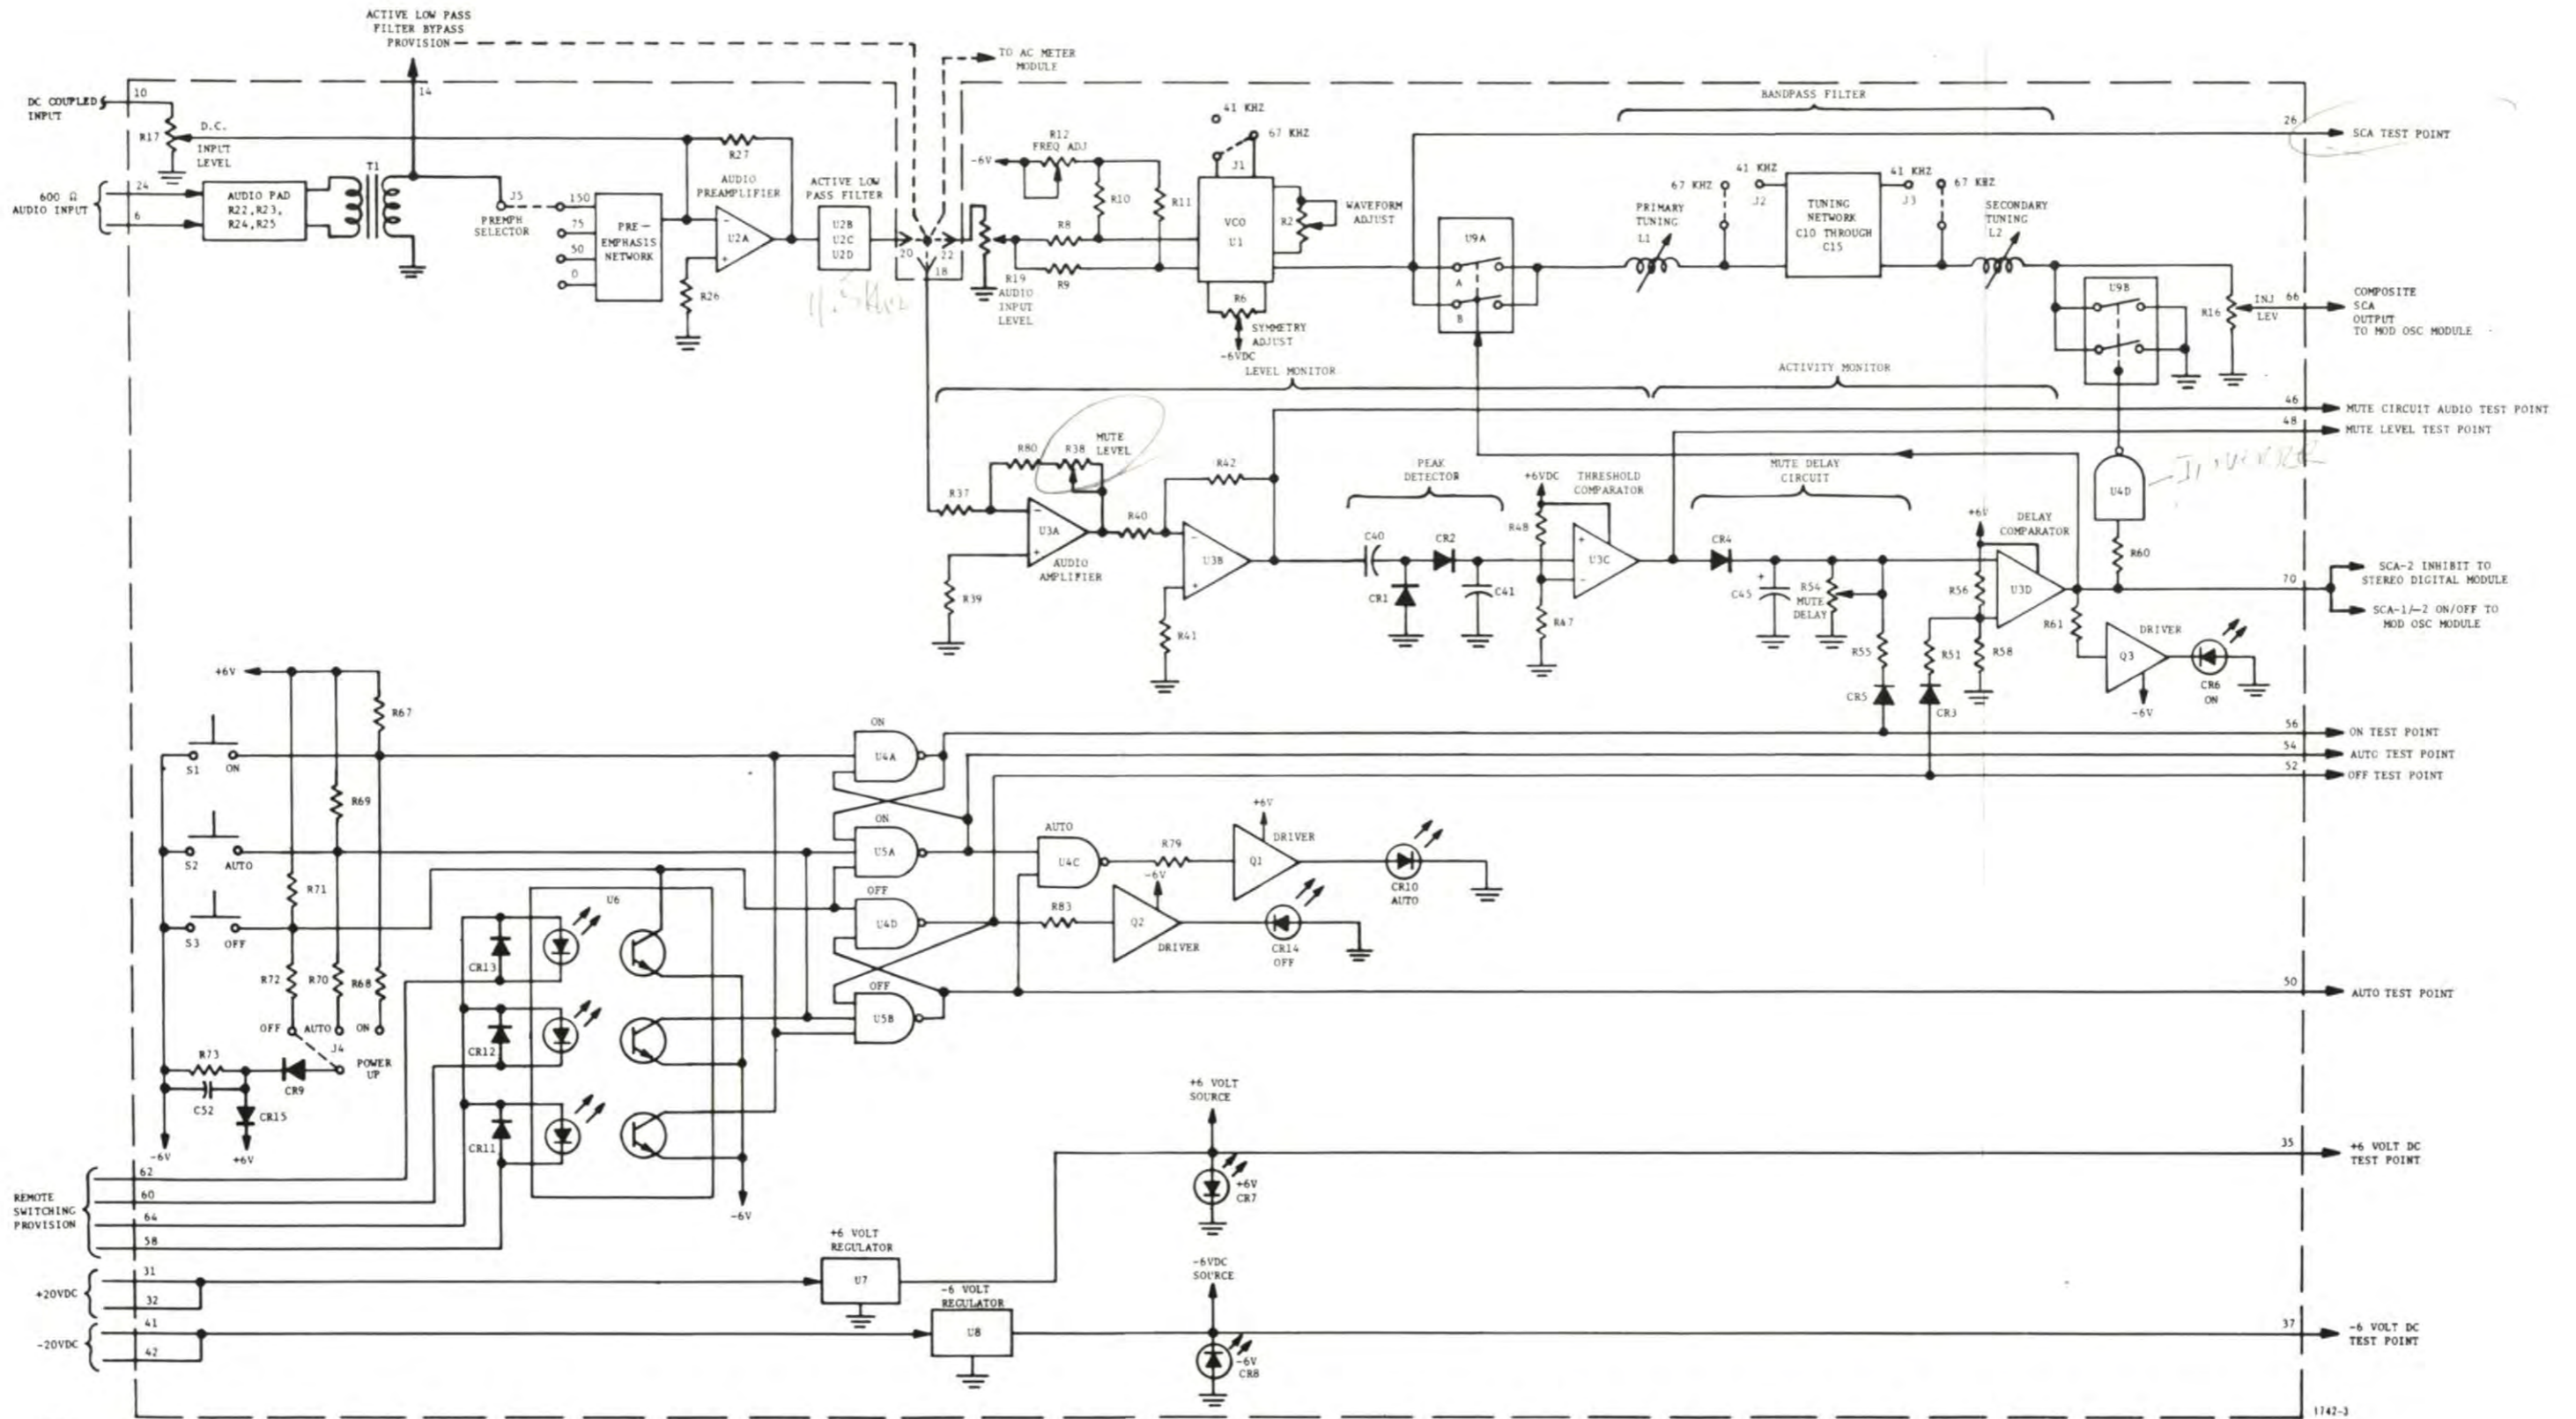 ACTIVE LOW PASS
FILTER BYPASS
PROVISION
TO AC METER
MODULE
14
DC COUPLED
INPUT
10
R17
D.C.
INPUT
LEVEL
600 Ω
AUDIO INPUT
24
6
AUDIO PAD
R22,R23,
R24,R25
T1
J5
PREMPH
SELECTOR
150
75
50
0
PRE-
EMPHASIS
NETWORK
R27
AUDIO
PREAMPLIFIER
-
U2A
+
R26
ACTIVE LOW
PASS FILTER
U2B
U2C
U2D
20
22
18
R19
AUDIO
INPUT
LEVEL
-6V
R12
FREQ ADJ
R10
R11
R8
R9
41 KHZ
67 KHZ
J1
VCO
U1
R2
WAVEFORM
ADJUST
R6
SYMMETRY
ADJUST
-6VDC
U9A
A
B
BANDPASS FILTER
PRIMARY
TUNING
L1
67 KHZ
41 KHZ
J2
TUNING
NETWORK
C10 THROUGH
C15
41 KHZ
J3
67 KHZ
SECONDARY
TUNING
L2
U9B
R16
INJ
LEV
26
SCA TEST POINT
66
COMPOSITE
SCA
OUTPUT
TO MOD OSC MODULE
LEVEL MONITOR
ACTIVITY MONITOR
46
MUTE CIRCUIT AUDIO TEST POINT
48
MUTE LEVEL TEST POINT
R80
R38
MUTE
LEVEL
R37
-
U3A
+
AUDIO
AMPLIFIER
R39
R40
R42
-
U3B
+
R41
PEAK
DETECTOR
C40
CR2
CR1
C41
+6VDC
THRESHOLD
COMPARATOR
R48
+
U3C
-
R47
MUTE DELAY
CIRCUIT
CR4
+
C45
R54
MUTE
DELAY
R55
CR5
R51
CR3
+6V
DELAY
COMPARATOR
R56
U3D
R58
U4D
INVERTER
R60
R61
DRIVER
Q3
-6V
CR6
ON
70
SCA-2 INHIBIT TO
STEREO DIGITAL MODULE
SCA-1/-2 ON/OFF TO
MOD OSC MODULE
56
ON TEST POINT
54
AUTO TEST POINT
52
OFF TEST POINT
+6V
R67
S1
ON
R69
S2
AUTO
R71
S3
OFF
R72
R70
R68
OFF
AUTO
ON
J4
POWER
UP
R73
CR9
C52
CR15
-6V
+6V
U6
CR13
CR12
CR11
-6V
ON
U4A
ON
U5A
OFF
U4D
OFF
U5B
AUTO
U4C
R79
+6V
DRIVER
Q1
CR10
AUTO
R83
-6V
Q2
DRIVER
CR14
OFF
50
AUTO TEST POINT
REMOTE
SWITCHING
PROVISION
62
60
64
58
+6 VOLT
SOURCE
+6V
CR7
35
+6 VOLT DC
TEST POINT
+20VDC
31
32
+6 VOLT
REGULATOR
U7
-20VDC
41
42
-6 VOLT
REGULATOR
U8
-6VDC
SOURCE
-6V
CR8
37
-6 VOLT DC
TEST POINT
1742-3